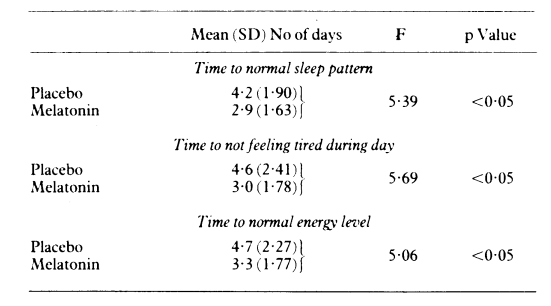 Mean (SD) No of days F p Value
Time to normal sleep pattern
Placebo 4·2 (1·90)}
Melatonin 2·9 (1·63)} 5·39 <0·05
Time to not feeling tired during day
Placebo 4·6 (2·41)}
Melatonin 3·0 (1·78)} 5·69 <0·05
Time to normal energy level
Placebo 4·7 (2·27)}
Melatonin 3·3 (1·77)} 5·06 <0·05